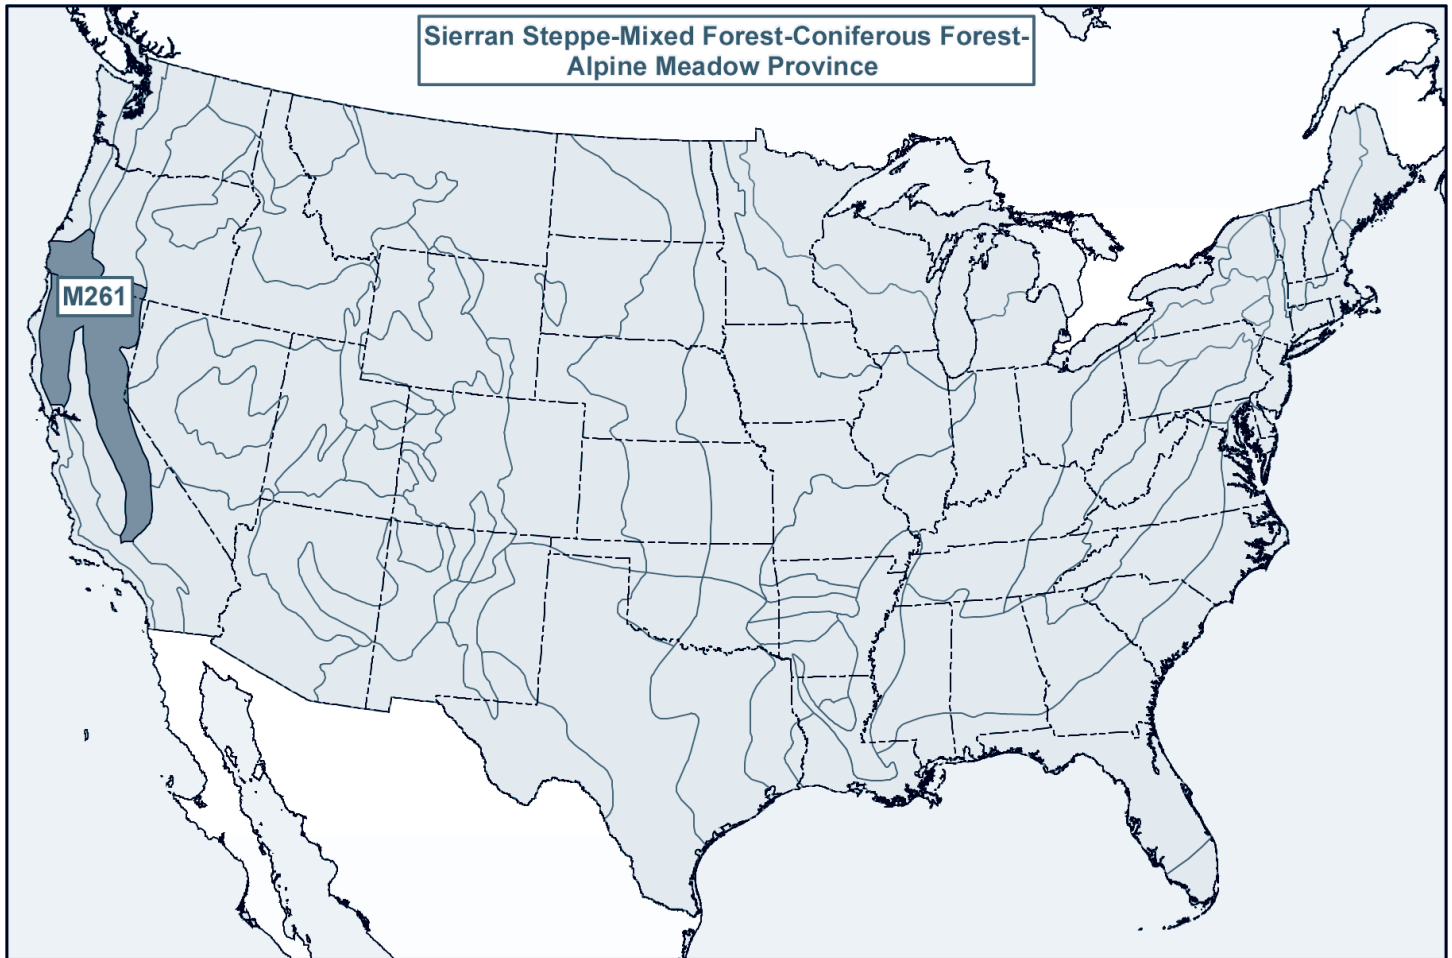 Sierran Steppe-Mixed Forest-Coniferous Forest-
Alpine Meadow Province
M261